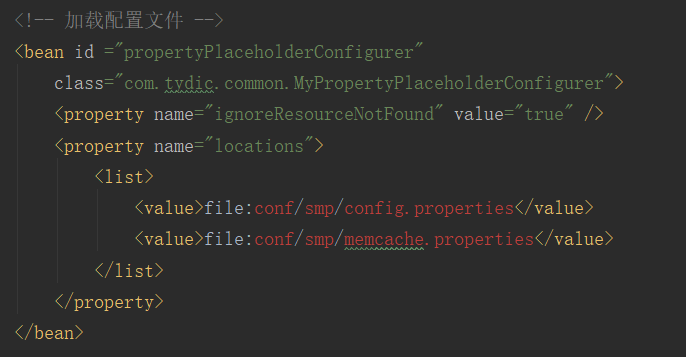 <!-- 加载配置文件 -->
<bean id ="propertyPlaceholderConfigurer"
class="com.tydic.common.MyPropertyPlaceholderConfigurer">
<property name="ignoreResourceNotFound" value="true" />
<property name="locations">
<list>
<value>file:conf/smp/config.properties</value>
<value>file:conf/smp/memcache.properties</value>
</list>
</property>
</bean>